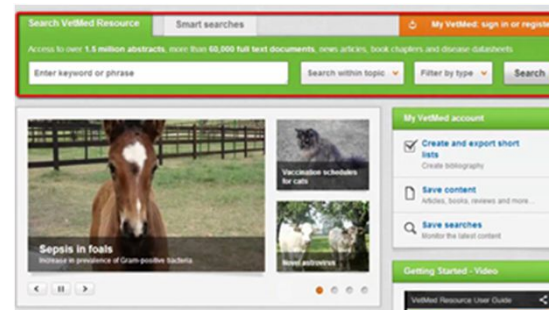 Search VetMed Resource
Smart searches
My VetMed: sign in or register
Access to over 1.5 million abstracts, more than 60,000 full text documents, news articles, book chapters and disease datasheets
Enter keyword or phrase
Search within topic
Filter by type
Search
Sepsis in foals
Increase in prevalence of Gram-positive bacteria
Vaccination schedules
for cats
Novel astrovirus
My VetMed account
Create and export short
lists
Create bibliography
Save content
Articles, books, reviews and more...
Save searches
Monitor the latest content
Getting Started - Video
VetMed Resource User Guide